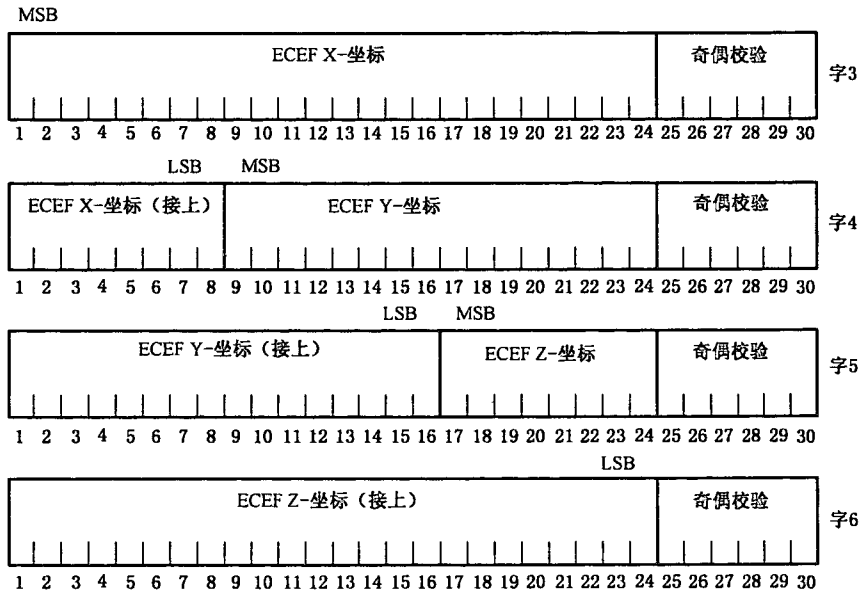 MSB
ECEF X-坐标 奇偶校验
字3
1 2 3 4 5 6 7 8 9 10 11 12 13 14 15 16 17 18 19 20 21 22 23 24 25 26 27 28 29 30
LSB MSB
ECEF X-坐标（接上） ECEF Y-坐标 奇偶校验
字4
1 2 3 4 5 6 7 8 9 10 11 12 13 14 15 16 17 18 19 20 21 22 23 24 25 26 27 28 29 30
LSB MSB
ECEF Y-坐标（接上） ECEF Z-坐标 奇偶校验
字5
1 2 3 4 5 6 7 8 9 10 11 12 13 14 15 16 17 18 19 20 21 22 23 24 25 26 27 28 29 30
LSB
ECEF Z-坐标（接上） 奇偶校验
字6
1 2 3 4 5 6 7 8 9 10 11 12 13 14 15 16 17 18 19 20 21 22 23 24 25 26 27 28 29 30